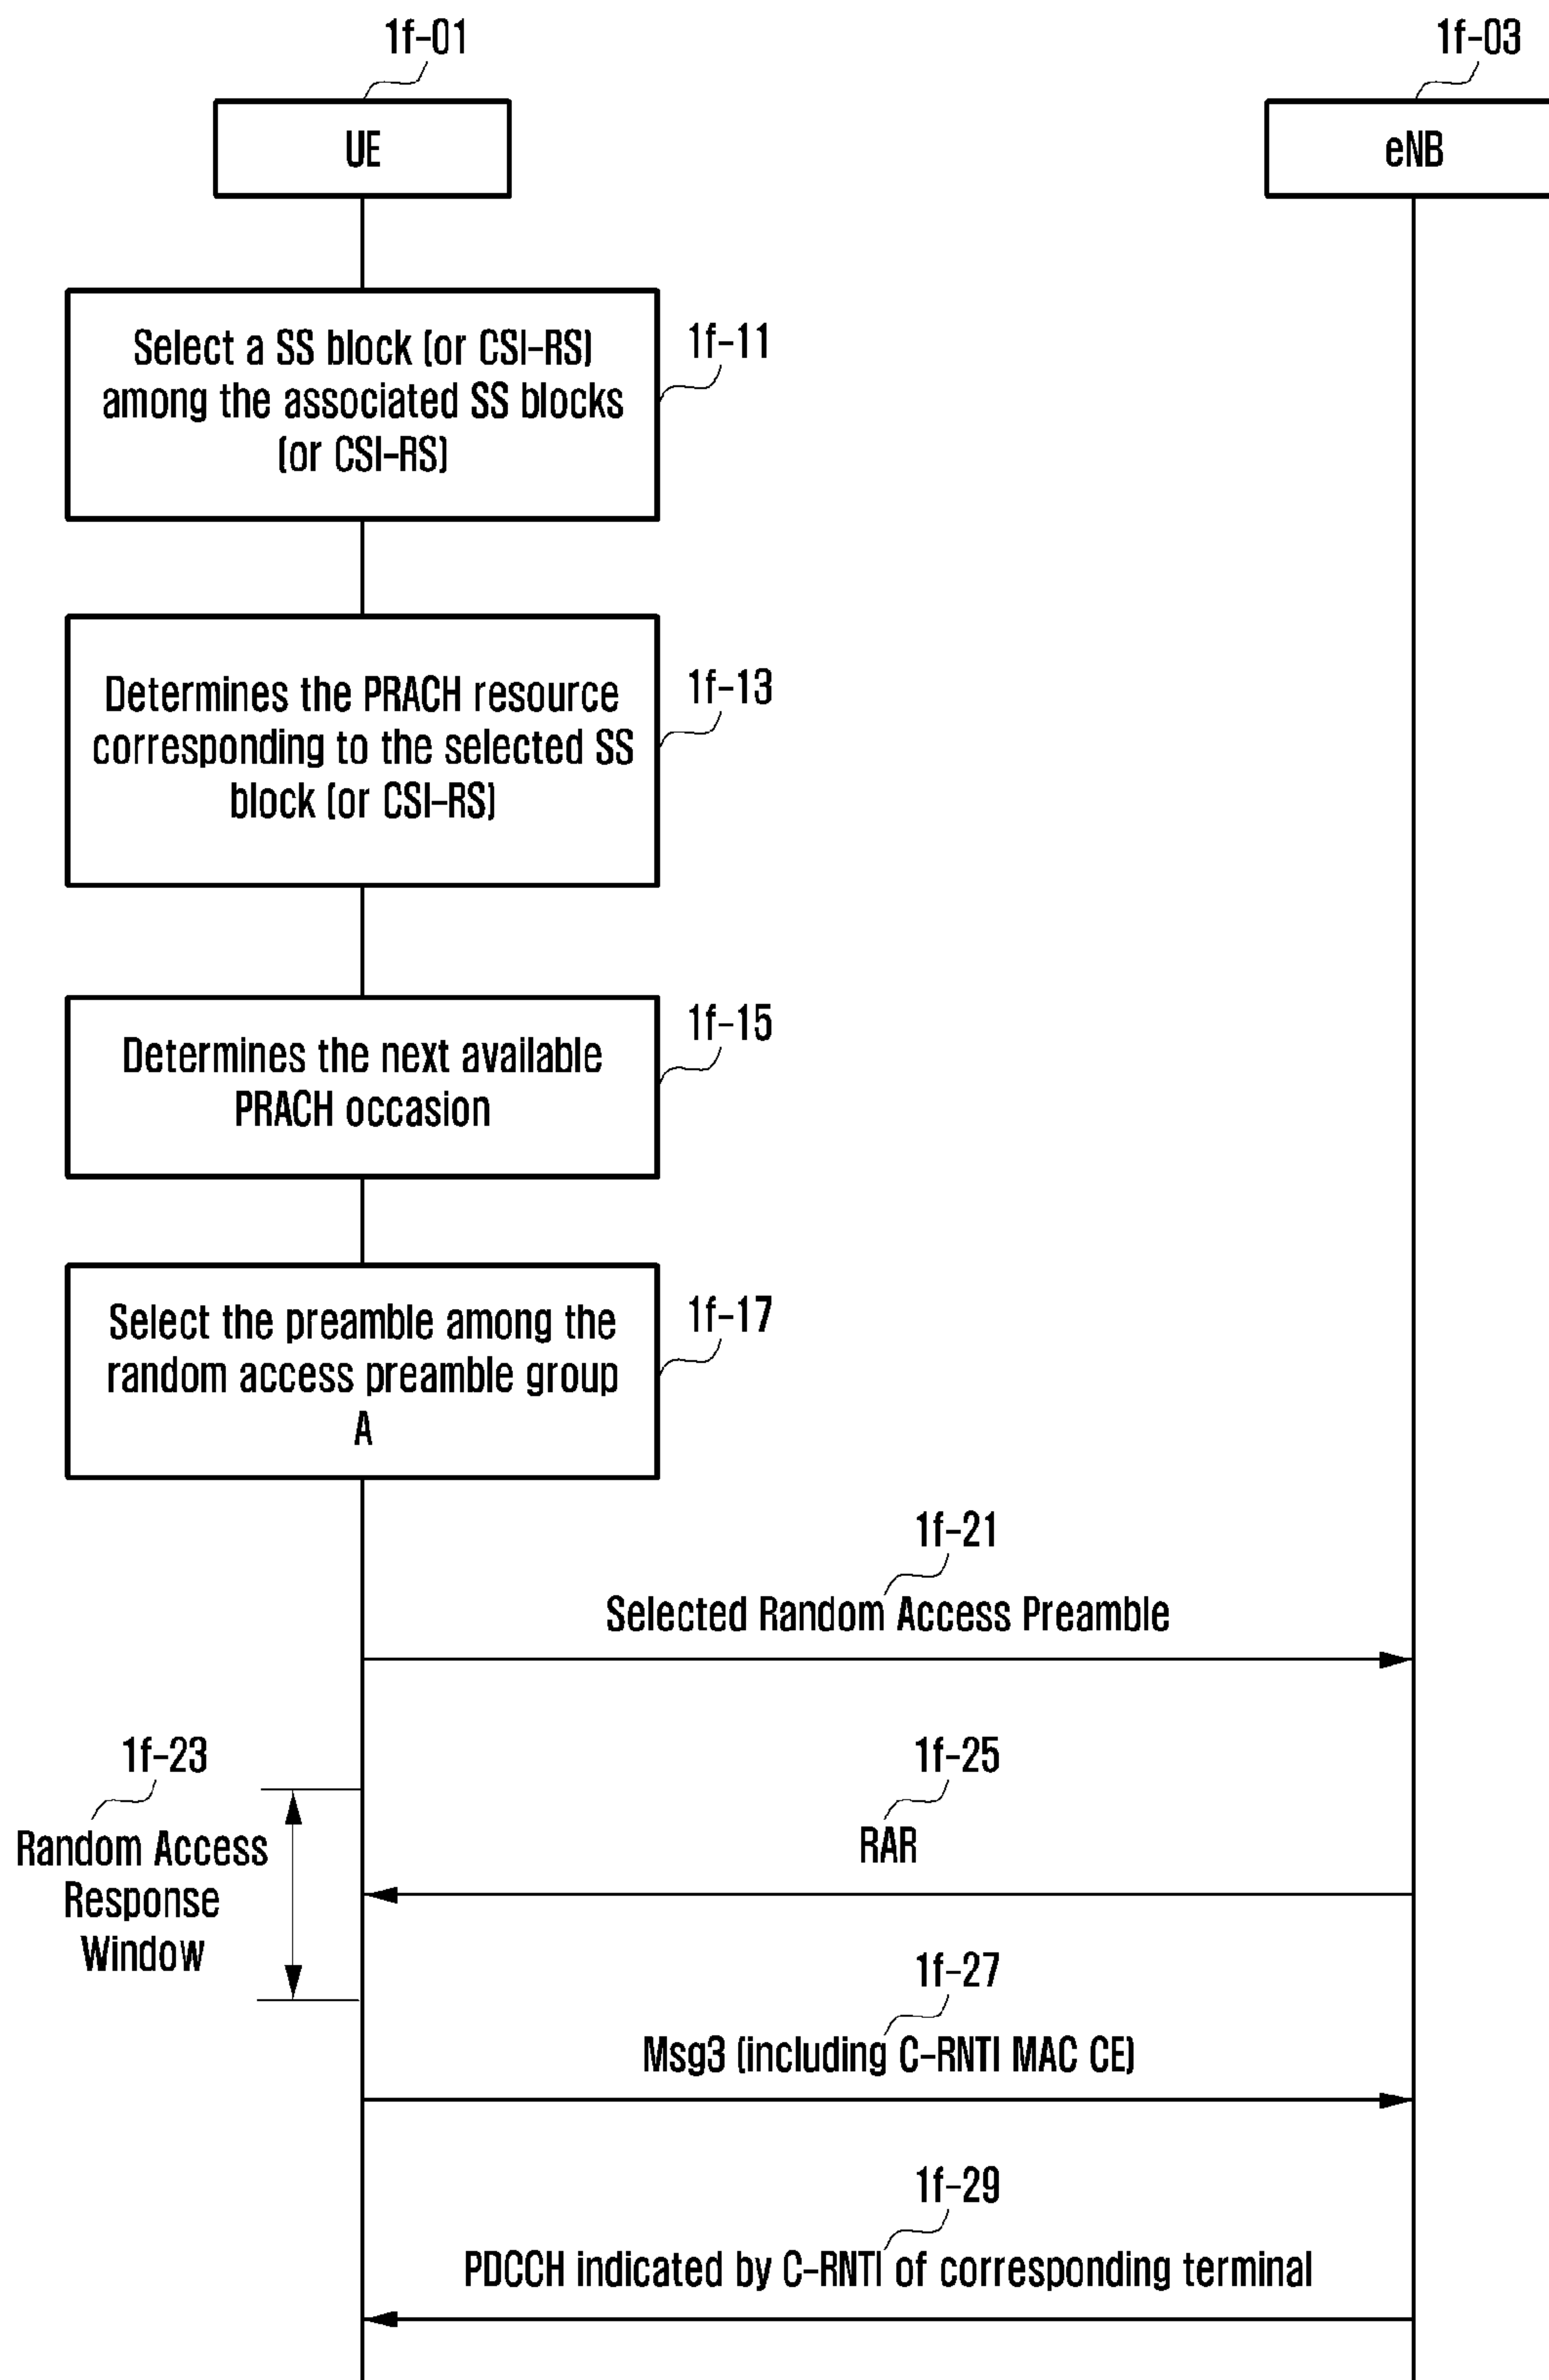 1f-01
1f-03
UE
eNB
Select a SS block (or CSI-RS)
among the associated SS blocks
(or CSI-RS)
1f-11
Determines the PRACH resource
corresponding to the selected SS
block (or CSI-RS)
1f-13
Determines the next available
PRACH occasion
1f-15
Select the preamble among the
random access preamble group
A
1f-17
1f-21
Selected Random Access Preamble
1f-23
Random Access
Response
Window
1f-25
RAR
1f-27
Msg3 (including C-RNTI MAC CE)
1f-29
PDCCH indicated by C-RNTI of corresponding terminal